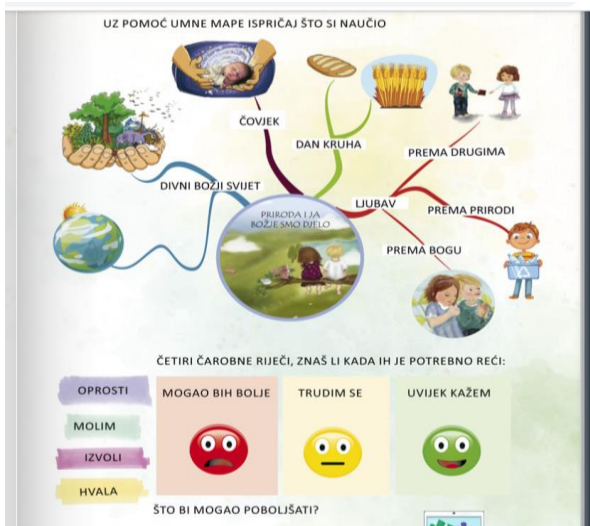 UZ POMOĆ UMNE MAPE ISPRIČAJ ŠTO SI NAUČIO
ČOVJEK
DAN KRUHA
PREMA DRUGIMA
DIVNI BOŽJI SVIJET
LJUBAV
PREMA PRIRODI
PRIRODA I JA
BOŽJE SMO DJELO
PREMA BOGU
ČETIRI ČAROBNE RIJEČI, ZNAŠ LI KADA IH JE POTREBNO REĆI:
OPROSTI
MOLIM
IZVOLI
HVALA
MOGAO BIH BOLJE
TRUDIM SE
UVIJEK KAŽEM
ŠTO BI MOGAO POBOLJŠATI?